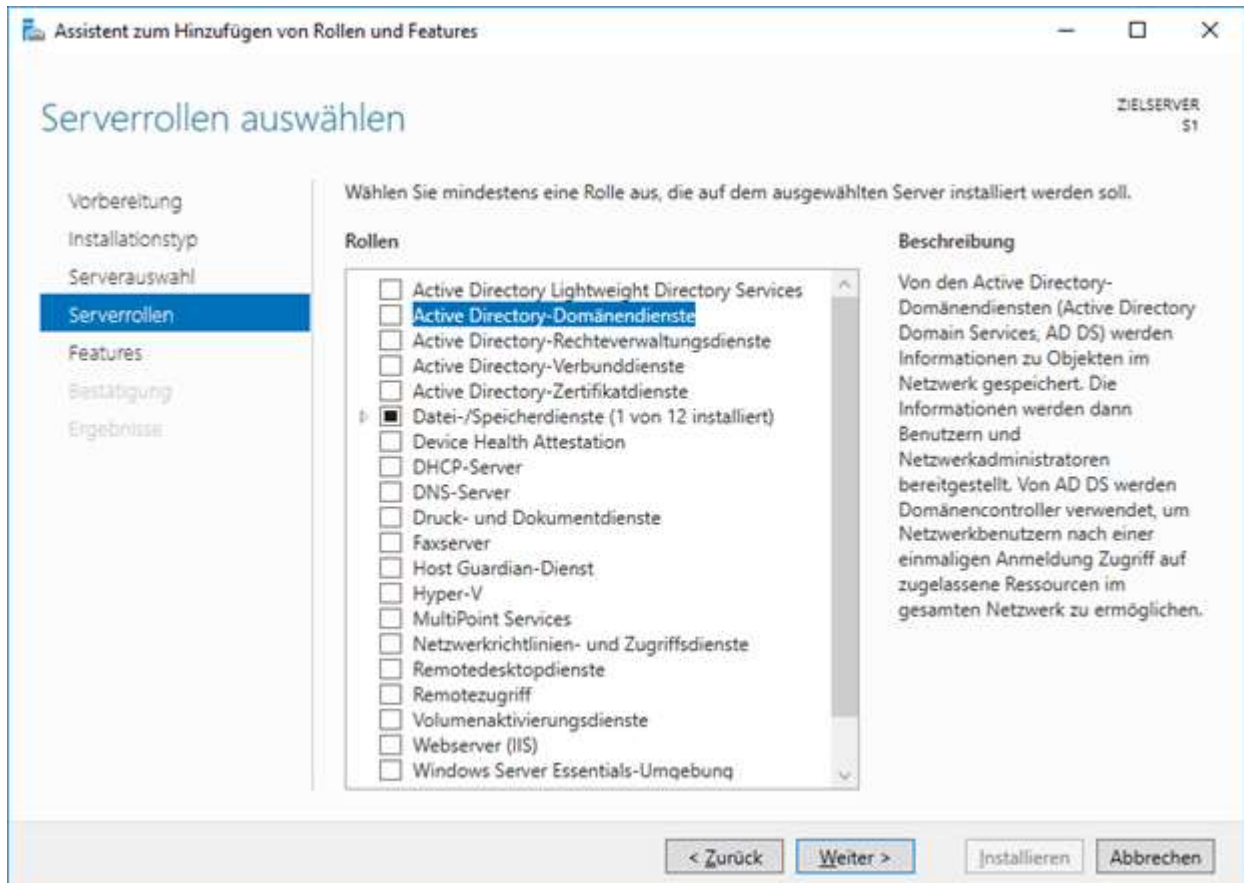 Assistent zum Hinzufügen von Rollen und Features
Serverrollen auswählen
ZIELSERVER
S1
Vorbereitung
Installationstyp
Serverauswahl
Serverrollen
Features
Bestätigung
Ergebnisse
Wählen Sie mindestens eine Rolle aus, die auf dem ausgewählten Server installiert werden soll.
Rollen
Active Directory Lightweight Directory Services
Active Directory-Domänendienste
Active Directory-Rechteverwaltungsdienste
Active Directory-Verbunddienste
Active Directory-Zertifikatdienste
Datei-/Speicherdienste (1 von 12 installiert)
Device Health Attestation
DHCP-Server
DNS-Server
Druck- und Dokumentdienste
Faxserver
Host Guardian-Dienst
Hyper-V
MultiPoint Services
Netzwerkrichtlinien- und Zugriffsdienste
Remotedesktopdienste
Remotezugriff
Volumenaktivierungsdienste
Webserver (IIS)
Windows Server Essentials-Umgebung
Beschreibung
Von den Active Directory-
Domänendiensten (Active Directory
Domain Services, AD DS) werden
Informationen zu Objekten im
Netzwerk gespeichert. Die
Informationen werden dann
Benutzern und
Netzwerkadministratoren
bereitgestellt. Von AD DS werden
Domänencontroller verwendet, um
Netzwerkbenutzern nach einer
einmaligen Anmeldung Zugriff auf
zugelassene Ressourcen im
gesamten Netzwerk zu ermöglichen.
< Zurück
Weiter >
Installieren
Abbrechen